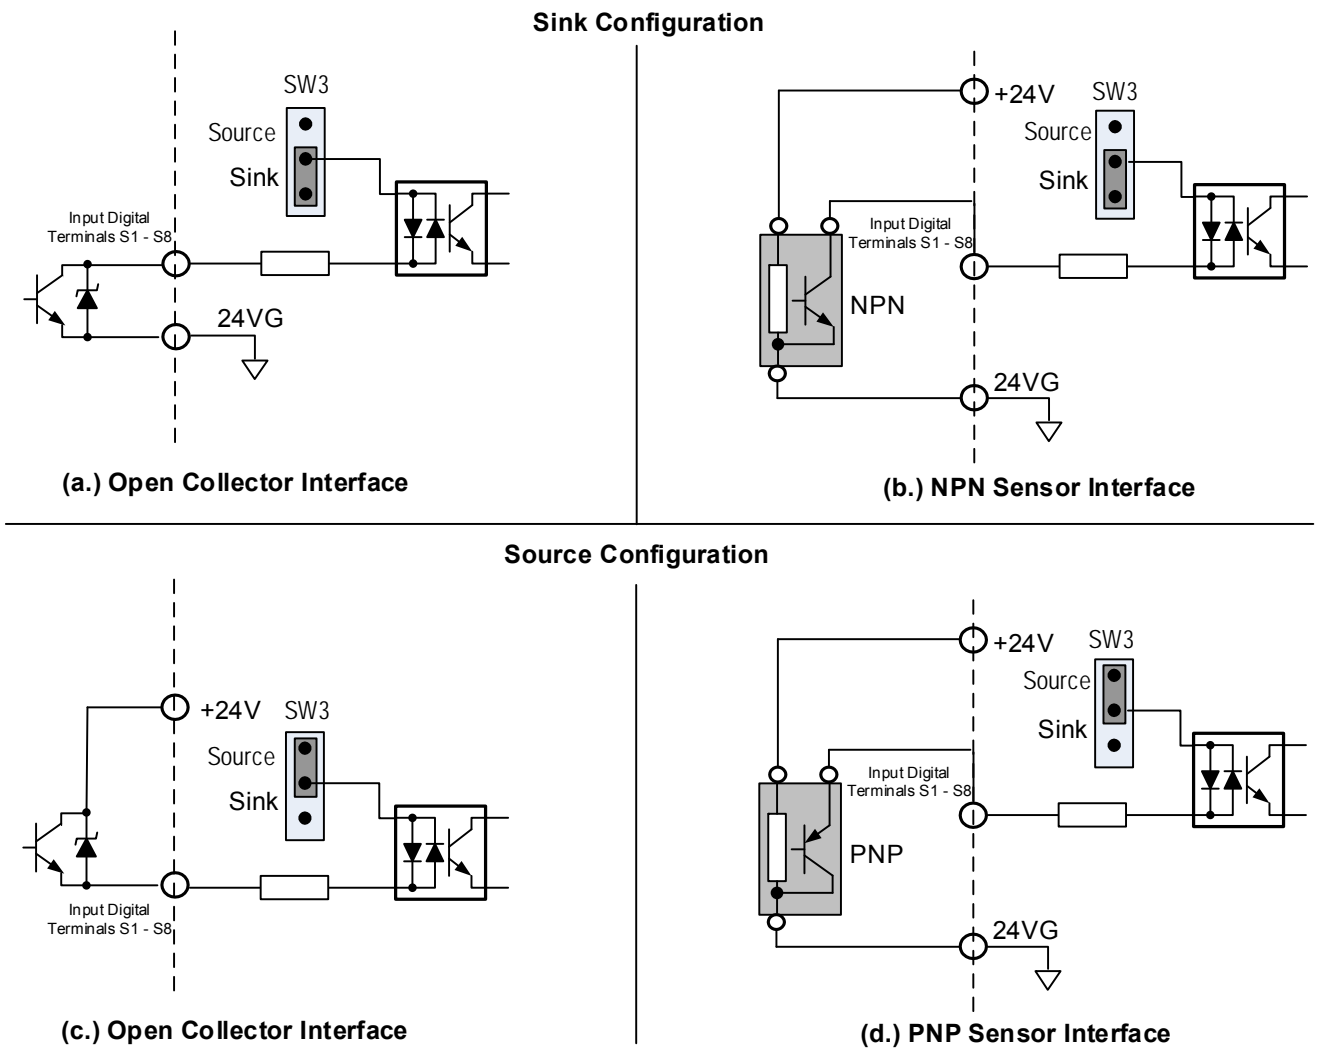 Sink Configuration
SW3
Source
Sink
Input Digital
Terminals S1 - S8
24VG
(a.) Open Collector Interface
+24V
SW3
Source
Sink
Input Digital
Terminals S1 - S8
NPN
24VG
(b.) NPN Sensor Interface
Source Configuration
+24V
SW3
Source
Sink
Input Digital
Terminals S1 - S8
(c.) Open Collector Interface
+24V
SW3
Source
Sink
Input Digital
Terminals S1 - S8
PNP
24VG
(d.) PNP Sensor Interface